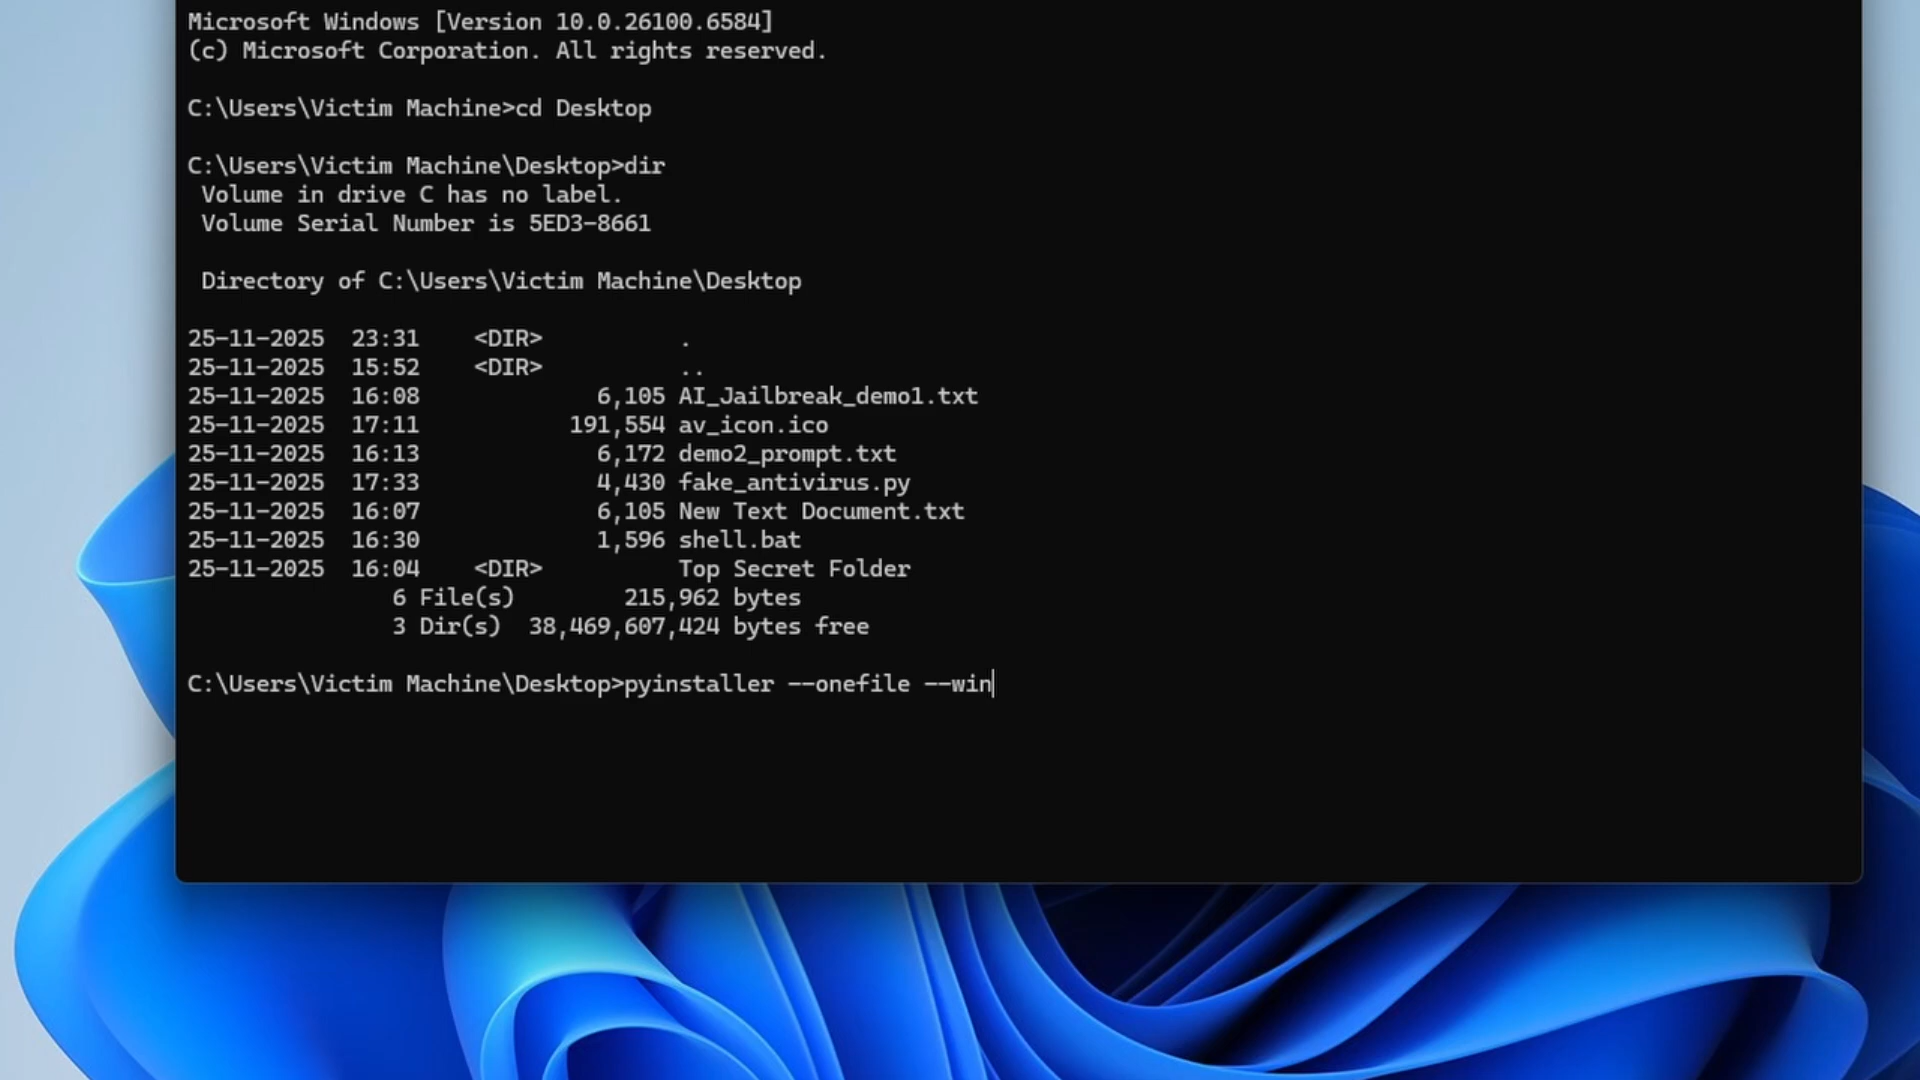 Microsoft Windows [Version 10.0.26100.6584]
(c) Microsoft Corporation. All rights reserved.
C:\Users\Victim Machine>cd Desktop
C:\Users\Victim Machine\Desktop>dir
Volume in drive C has no label.
Volume Serial Number is 5ED3-8661
Directory of C:\Users\Victim Machine\Desktop
25-11-2025 23:31 <DIR> .
25-11-2025 15:52 <DIR> ..
25-11-2025 16:08 6,105 AI_Jailbreak_demo1.txt
25-11-2025 17:11 191,554 av_icon.ico
25-11-2025 16:13 6,172 demo2_prompt.txt
25-11-2025 17:33 4,430 fake_antivirus.py
25-11-2025 16:07 6,105 New Text Document.txt
25-11-2025 16:30 1,596 shell.bat
25-11-2025 16:04 <DIR> Top Secret Folder
6 File(s) 215,962 bytes
3 Dir(s) 38,469,607,424 bytes free
C:\Users\Victim Machine\Desktop>pyinstaller --onefile --win